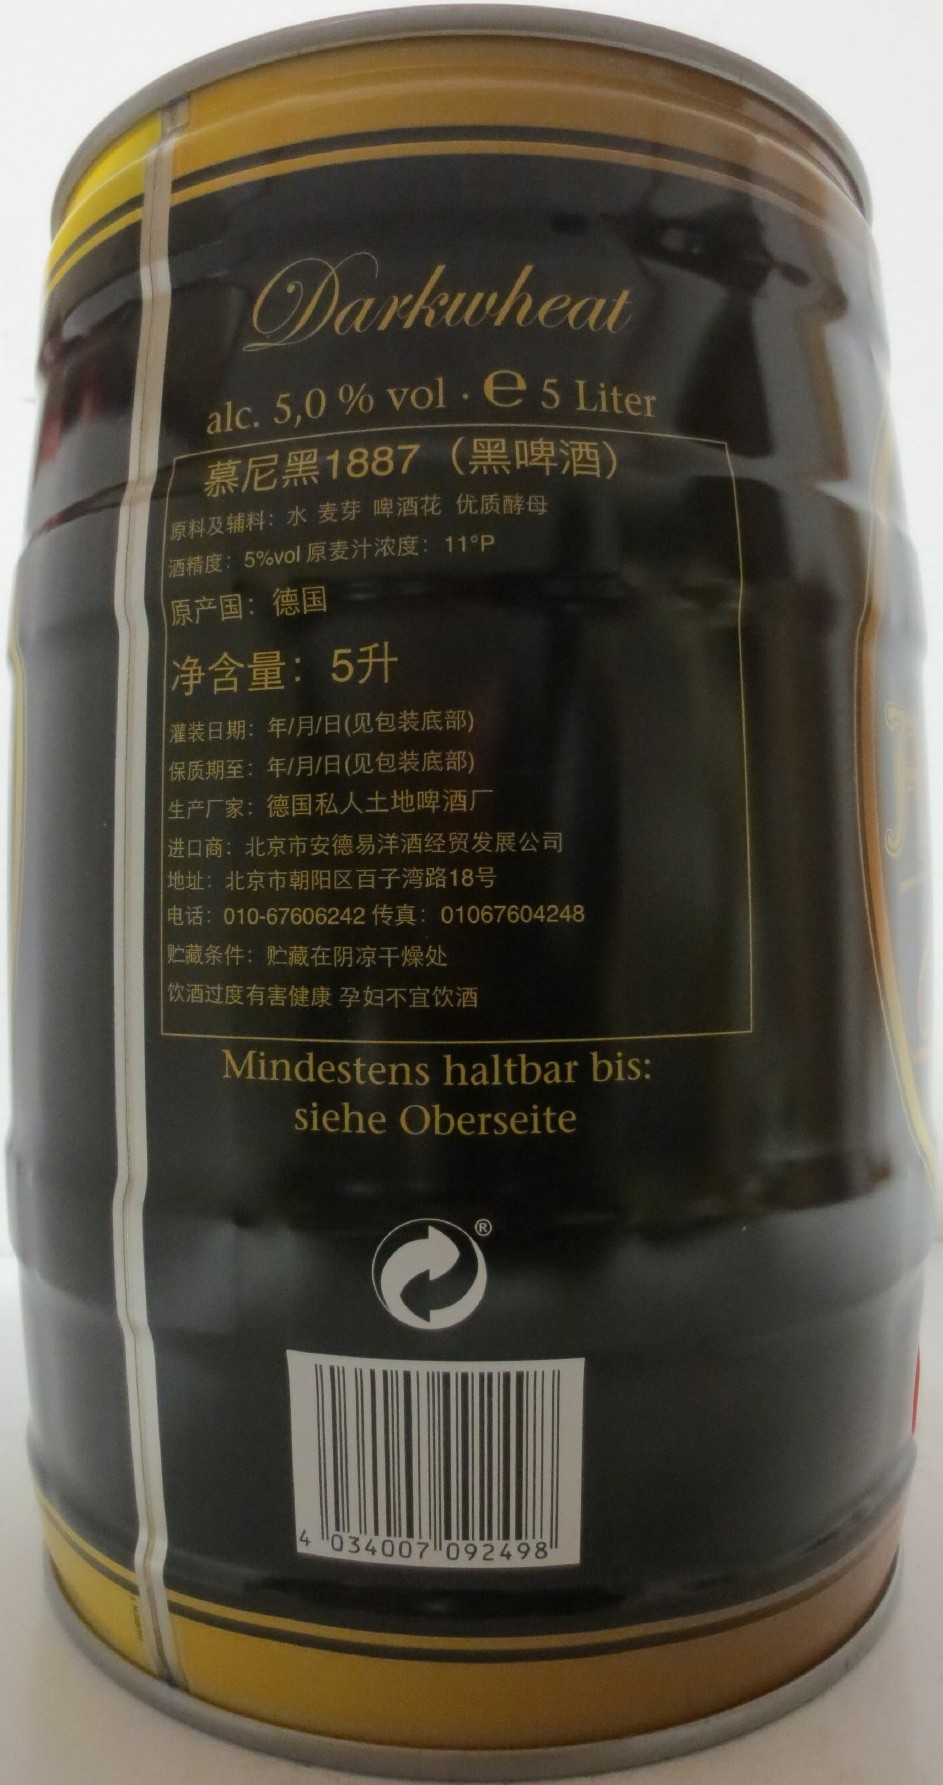 Darkwheat
alc. 5,0 % vol · ℮ 5 Liter
慕尼黑1887（黑啤酒）
原料及辅料：水 麦芽 啤酒花 优质酵母
酒精度：5%vol 原麦汁浓度：11°P
原产国：德国
净含量：5升
灌装日期：年/月/日(见包装底部)
保质期至：年/月/日(见包装底部)
生产厂家：德国私人土地啤酒厂
进口商：北京市安德易洋酒经贸发展公司
地址：北京市朝阳区百子湾路18号
电话：010-67606242 传真：01067604248
贮藏条件：贮藏在阴凉干燥处
饮酒过度有害健康 孕妇不宜饮酒
Mindestens haltbar bis:
siehe Oberseite
®
4 034007 092498